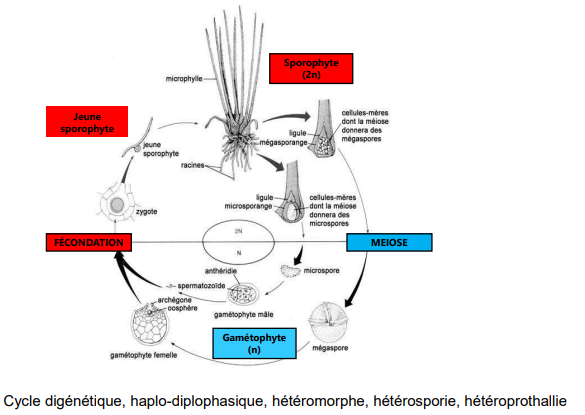 Sporophyte
(2n)
microphylle
Jeune
sporophyte
cellules-mères
dont la méiose
donnera des
mégaspores
ligule
mégasporange
jeune
sporophyte
racines
ligule
microsporange
cellules-mères
dont la méiose
donnera des
microspores
zygote
2N
FÉCONDATION
MEIOSE
N
anthéridie
microspore
spermatozoïde
archégone
oosphère
gamétophyte mâle
Gamétophyte
(n)
mégaspore
gamétophyte femelle
Cycle digénétique, haplo-diplophasique, hétéromorphe, hétérosporie, hétéroprothallie